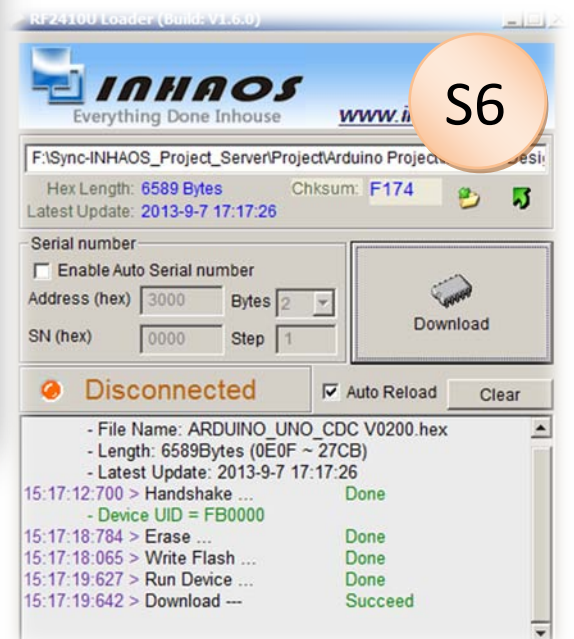 RF2410U Loader (Build: V1.6.0)
INHAOS
Everything Done Inhouse
S6
F:\Sync-INHAOS_Project_Server\Project\Arduino Project
Hex Length: 6589 Bytes Chksum: F174
Latest Update: 2013-9-7 17:17:26
Serial number
Enable Auto Serial number
Address (hex) 3000 Bytes 2
SN (hex) 0000 Step 1
Download
Disconnected
Auto Reload
Clear
- File Name: ARDUINO_UNO_CDC V0200.hex
- Length: 6589Bytes (0E0F ~ 27CB)
- Latest Update: 2013-9-7 17:17:26
15:17:12:700 > Handshake ... Done
- Device UID = FB0000
15:17:18:784 > Erase ... Done
15:17:18:065 > Write Flash ... Done
15:17:19:627 > Run Device ... Done
15:17:19:642 > Download --- Succeed